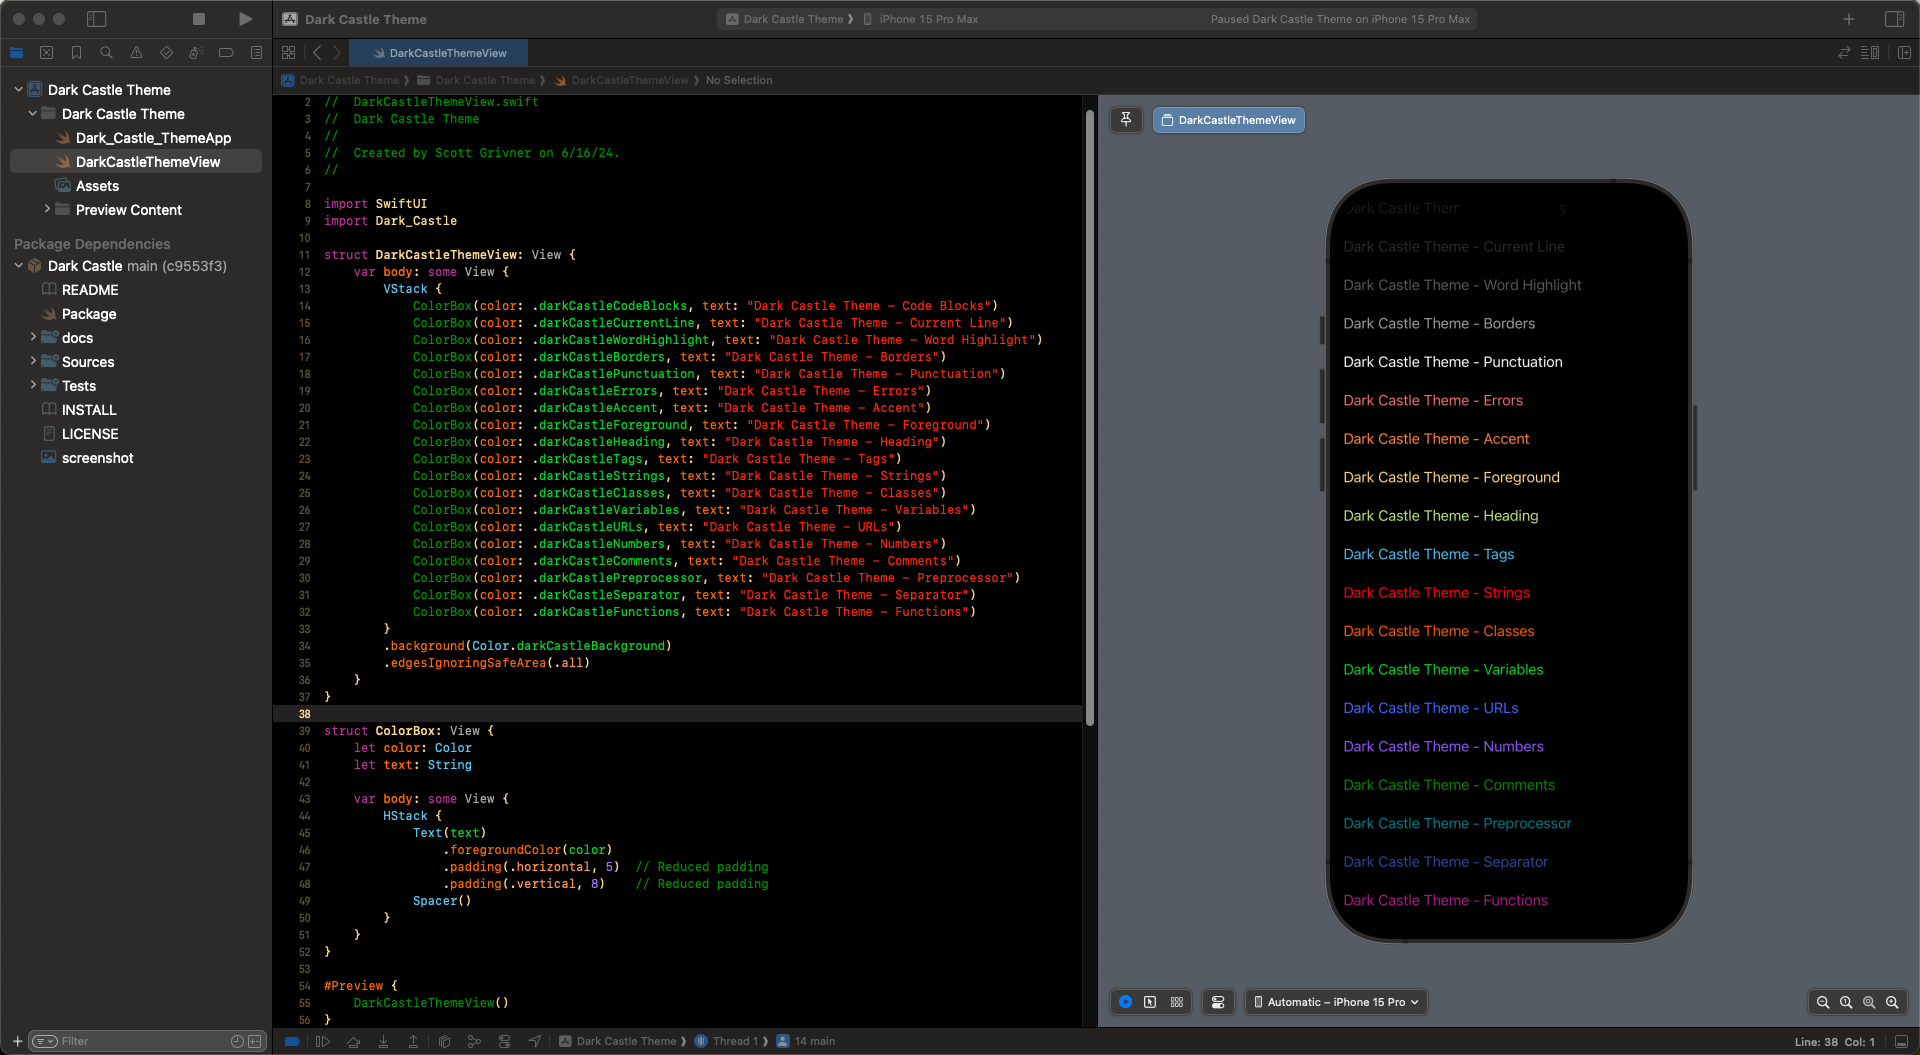 Dark Castle Theme
Dark Castle Theme
iPhone 15 Pro Max
Paused Dark Castle Theme on iPhone 15 Pro Max
DarkCastleThemeView
Dark Castle Theme
Dark Castle Theme
DarkCastleThemeView
No Selection
Dark Castle Theme
Dark Castle Theme
Dark_Castle_ThemeApp
DarkCastleThemeView
Assets
Preview Content
Package Dependencies
Dark Castle main (c9553f3)
README
Package
docs
Sources
Tests
INSTALL
LICENSE
screenshot
Filter
2 //  DarkCastleThemeView.swift
3 //  Dark Castle Theme
4 //
5 //  Created by Scott Grivner on 6/16/24.
6 //
7
8 import SwiftUI
9 import Dark_Castle
10
11 struct DarkCastleThemeView: View {
12     var body: some View {
13         VStack {
14             ColorBox(color: .darkCastleCodeBlocks, text: "Dark Castle Theme - Code Blocks")
15             ColorBox(color: .darkCastleCurrentLine, text: "Dark Castle Theme - Current Line")
16             ColorBox(color: .darkCastleWordHighlight, text: "Dark Castle Theme - Word Highlight")
17             ColorBox(color: .darkCastleBorders, text: "Dark Castle Theme - Borders")
18             ColorBox(color: .darkCastlePunctuation, text: "Dark Castle Theme - Punctuation")
19             ColorBox(color: .darkCastleErrors, text: "Dark Castle Theme - Errors")
20             ColorBox(color: .darkCastleAccent, text: "Dark Castle Theme - Accent")
21             ColorBox(color: .darkCastleForeground, text: "Dark Castle Theme - Foreground")
22             ColorBox(color: .darkCastleHeading, text: "Dark Castle Theme - Heading")
23             ColorBox(color: .darkCastleTags, text: "Dark Castle Theme - Tags")
24             ColorBox(color: .darkCastleStrings, text: "Dark Castle Theme - Strings")
25             ColorBox(color: .darkCastleClasses, text: "Dark Castle Theme - Classes")
26             ColorBox(color: .darkCastleVariables, text: "Dark Castle Theme - Variables")
27             ColorBox(color: .darkCastleURLs, text: "Dark Castle Theme - URLs")
28             ColorBox(color: .darkCastleNumbers, text: "Dark Castle Theme - Numbers")
29             ColorBox(color: .darkCastleComments, text: "Dark Castle Theme - Comments")
30             ColorBox(color: .darkCastlePreprocessor, text: "Dark Castle Theme - Preprocessor")
31             ColorBox(color: .darkCastleSeparator, text: "Dark Castle Theme - Separator")
32             ColorBox(color: .darkCastleFunctions, text: "Dark Castle Theme - Functions")
33         }
34         .background(Color.darkCastleBackground)
35         .edgesIgnoringSafeArea(.all)
36     }
37 }
38
39 struct ColorBox: View {
40     let color: Color
41     let text: String
42
43     var body: some View {
44         HStack {
45             Text(text)
46                 .foregroundColor(color)
47                 .padding(.horizontal, 5)  // Reduced padding
48                 .padding(.vertical, 8)    // Reduced padding
49             Spacer()
50         }
51     }
52 }
53
54 #Preview {
55     DarkCastleThemeView()
56 }
DarkCastleThemeView
Dark Castle Theme - Current Line
Dark Castle Theme - Word Highlight
Dark Castle Theme - Borders
Dark Castle Theme - Punctuation
Dark Castle Theme - Errors
Dark Castle Theme - Accent
Dark Castle Theme - Foreground
Dark Castle Theme - Heading
Dark Castle Theme - Tags
Dark Castle Theme - Strings
Dark Castle Theme - Classes
Dark Castle Theme - Variables
Dark Castle Theme - URLs
Dark Castle Theme - Numbers
Dark Castle Theme - Comments
Dark Castle Theme - Preprocessor
Dark Castle Theme - Separator
Dark Castle Theme - Functions
Automatic – iPhone 15 Pro
Dark Castle Theme
Thread 1
14 main
Line: 38 Col: 1